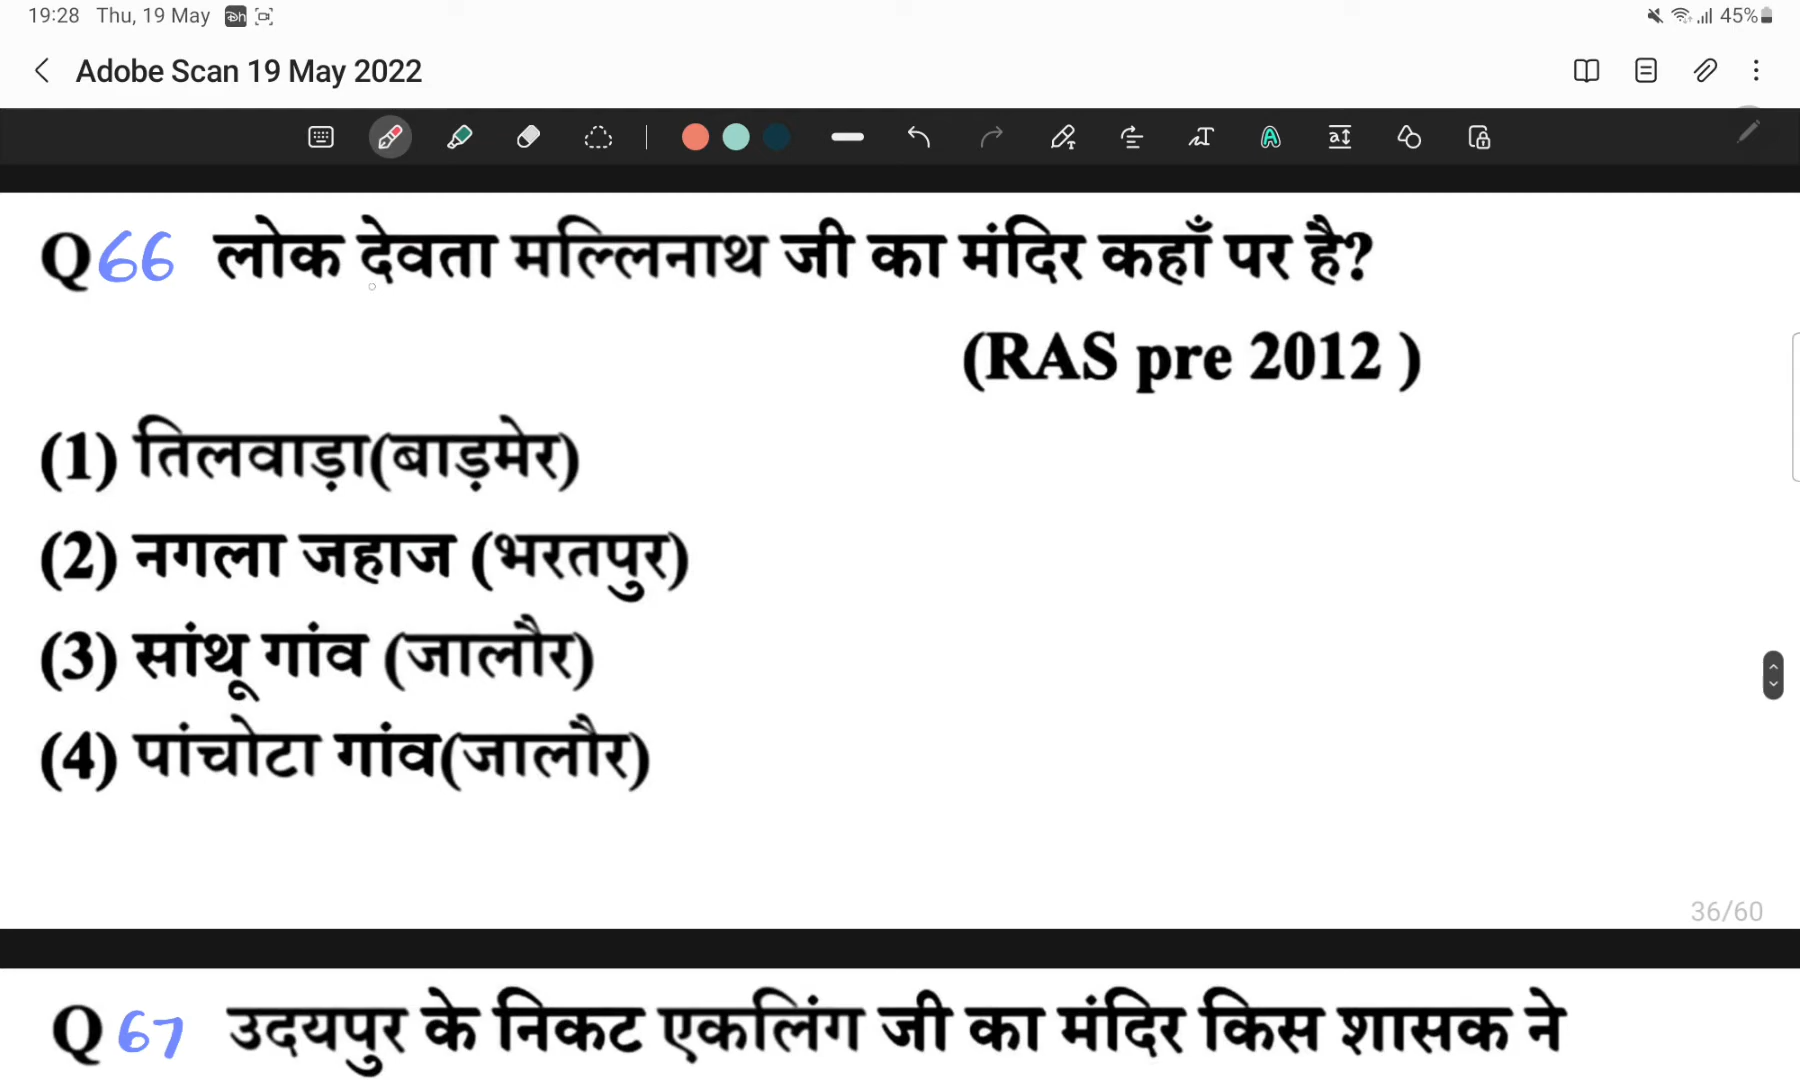 19:28 Thu, 19 May 45%
Adobe Scan 19 May 2022
Q66 लोक देवता मल्लिनाथ जी का मंदिर कहाँ पर है?
(RAS pre 2012 )
(1) तिलवाड़ा(बाड़मेर)
(2) नगला जहाज (भरतपुर)
(3) सांथू गांव (जालौर)
(4) पांचोटा गांव(जालौर)
36/60
Q 67 उदयपुर के निकट एकलिंग जी का मंदिर किस शासक ने